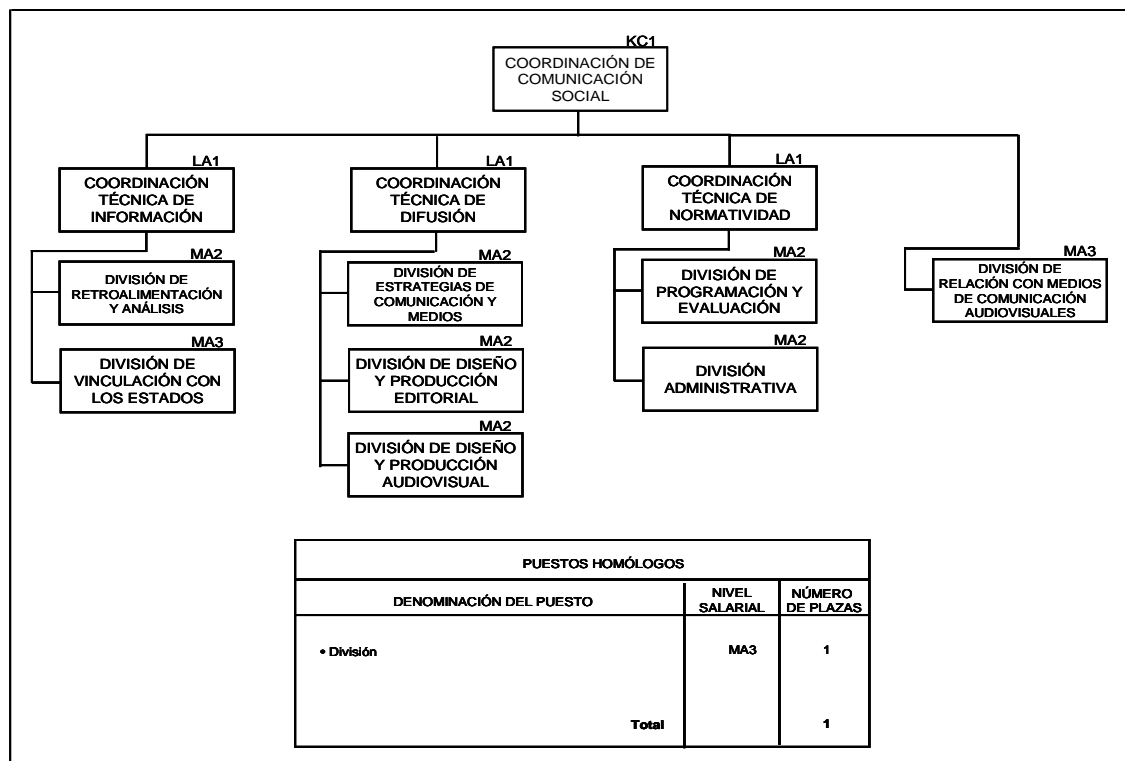 KC1
COORDINACIÓN DE
COMUNICACIÓN
SOCIAL
LA1
COORDINACIÓN
TÉCNICA DE
INFORMACIÓN
MA2
DIVISIÓN DE
RETROALIMENTACIÓN
Y ANÁLISIS
MA3
DIVISIÓN DE
VINCULACIÓN CON
LOS ESTADOS
LA1
COORDINACIÓN
TÉCNICA DE
DIFUSIÓN
MA2
DIVISIÓN DE
ESTRATEGIAS DE
COMUNICACIÓN Y
MEDIOS
MA2
DIVISIÓN DE DISEÑO
Y PRODUCCIÓN
EDITORIAL
MA2
DIVISIÓN DE DISEÑO
Y PRODUCCIÓN
AUDIOVISUAL
LA1
COORDINACIÓN
TÉCNICA DE
NORMATIVIDAD
MA2
DIVISIÓN DE
PROGRAMACIÓN Y
EVALUACIÓN
MA2
DIVISIÓN
ADMINISTRATIVA
MA3
DIVISIÓN DE
RELACIÓN CON MEDIOS
DE COMUNICACIÓN
AUDIOVISUALES
PUESTOS HOMÓLOGOS
DENOMINACIÓN DEL PUESTO
NIVEL
SALARIAL
NÚMERO
DE PLAZAS
• División MA3 1
Total 1